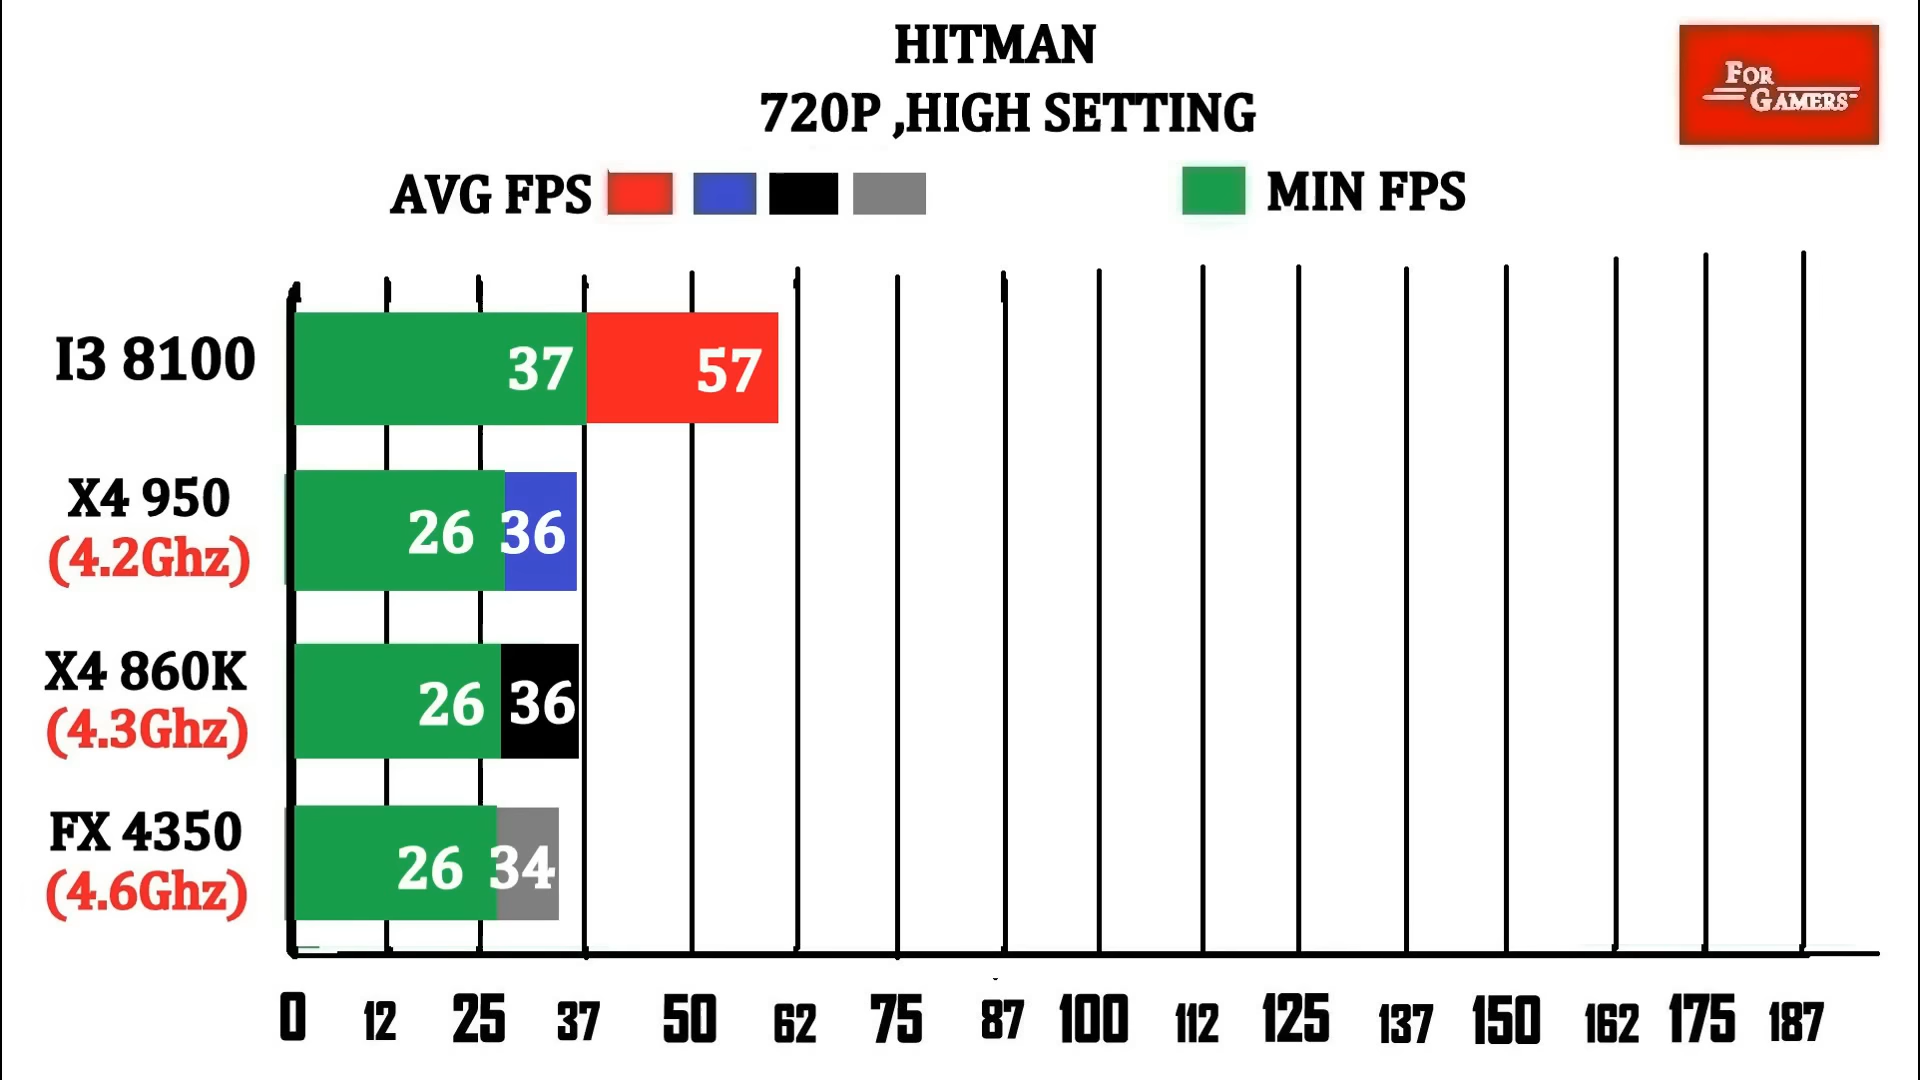 HITMAN
720P ,HIGH SETTING
FOR
GAMERS
AVG FPS
MIN FPS
I3 8100
37 57
X4 950
(4.2Ghz)
26 36
X4 860K
(4.3Ghz)
26 36
FX 4350
(4.6Ghz)
26 34
0 12 25 37 50 62 75 87 100 112 125 137 150 162 175 187